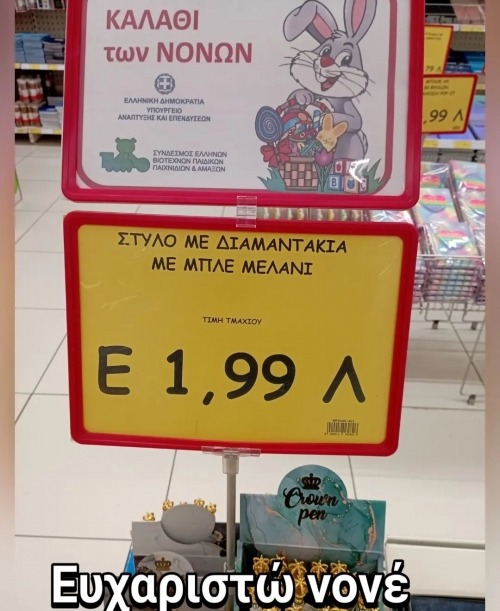 ΚΑΛΑΘΙ
των ΝΟΝΩΝ
ΕΛΛΗΝΙΚΗ ΔΗΜΟΚΡΑΤΙΑ
ΥΠΟΥΡΓΕΙΟ
ΑΝΑΠΤΥΞΗΣ ΚΑΙ ΕΠΕΝΔΥΣΕΩΝ
ΣΥΝΔΕΣΜΟΣ ΕΛΛΗΝΩΝ
ΒΙΟΤΕΧΝΩΝ ΠΑΙΔΙΚΩΝ
ΠΑΙΧΝΙΔΙΩΝ & ΑΜΑΞΩΝ
,99 Λ
ΣΤΥΛΟ ΜΕ ΔΙΑΜΑΝΤΑΚΙΑ
ΜΕ ΜΠΛΕ ΜΕΛΑΝΙ
ΤΙΜΗ ΤΜΑΧΙΟΥ
Ε 1,99 Λ
Crown
pen
Ευχαριστώ νονέ